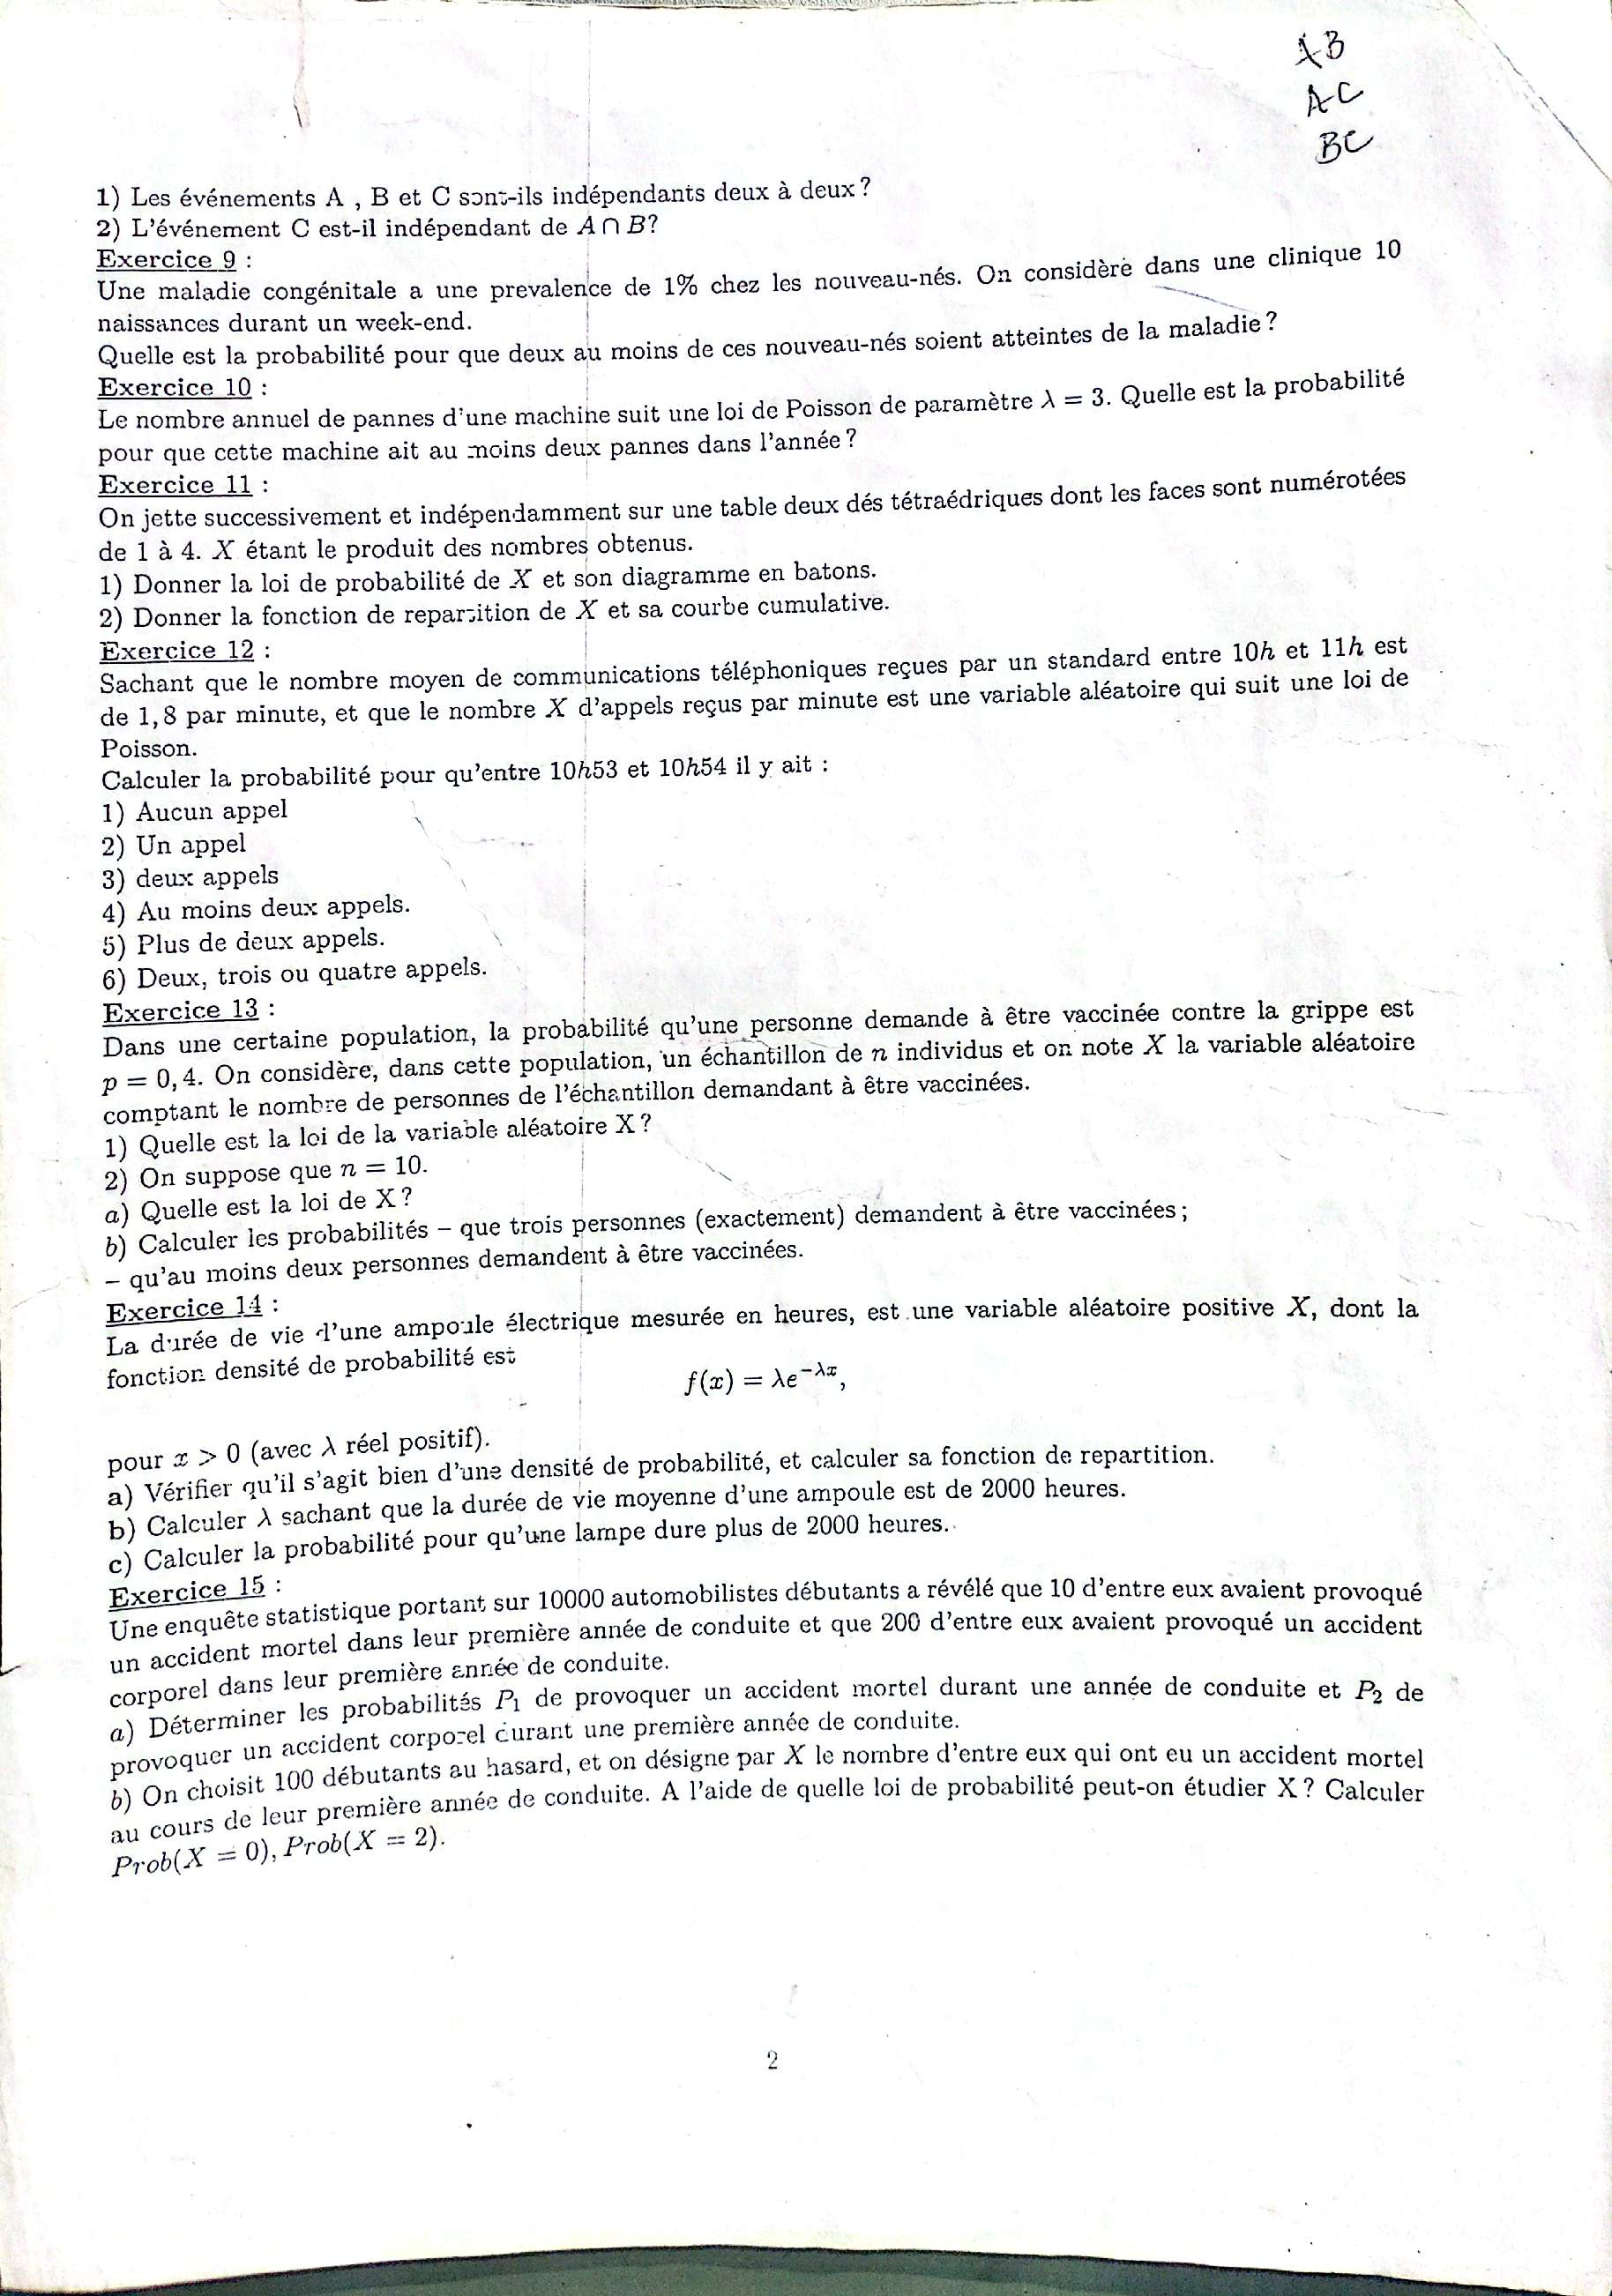 AB
AC
BC
1) Les événements A , B et C sont-ils indépendants deux à deux ?
2) L'événement C est-il indépendant de A ∩ B?
Exercice 9 :
Une maladie congénitale a une prevalence de 1% chez les nouveau-nés. On considère dans une clinique 10
naissances durant un week-end.
Quelle est la probabilité pour que deux au moins de ces nouveau-nés soient atteintes de la maladie ?
Exercice 10 :
Le nombre annuel de pannes d'une machine suit une loi de Poisson de paramètre λ = 3. Quelle est la probabilité
pour que cette machine ait au moins deux pannes dans l'année ?
Exercice 11 :
On jette successivement et indépendamment sur une table deux dés tétraédriques dont les faces sont numérotées
de 1 à 4. X étant le produit des nombres obtenus.
1) Donner la loi de probabilité de X et son diagramme en batons.
2) Donner la fonction de repartition de X et sa courbe cumulative.
Exercice 12 :
Sachant que le nombre moyen de communications téléphoniques reçues par un standard entre 10h et 11h est
de 1,8 par minute, et que le nombre X d'appels reçus par minute est une variable aléatoire qui suit une loi de
Poisson.
Calculer la probabilité pour qu'entre 10h53 et 10h54 il y ait :
1) Aucun appel
2) Un appel
3) deux appels
4) Au moins deux appels.
5) Plus de deux appels.
6) Deux, trois ou quatre appels.
Exercice 13 :
Dans une certaine population, la probabilité qu'une personne demande à être vaccinée contre la grippe est
p = 0,4. On considère, dans cette population, un échantillon de n individus et on note X la variable aléatoire
comptant le nombre de personnes de l'échantillon demandant à être vaccinées.
1) Quelle est la loi de la variable aléatoire X ?
2) On suppose que n = 10.
a) Quelle est la loi de X ?
b) Calculer les probabilités – que trois personnes (exactement) demandent à être vaccinées ;
– qu'au moins deux personnes demandent à être vaccinées.
Exercice 14 :
La durée de vie d'une ampoule électrique mesurée en heures, est une variable aléatoire positive X, dont la
fonction densité de probabilité est
f(x) = λe^{−λx},
pour x > 0 (avec λ réel positif).
a) Vérifier qu'il s'agit bien d'une densité de probabilité, et calculer sa fonction de repartition.
b) Calculer λ sachant que la durée de vie moyenne d'une ampoule est de 2000 heures.
c) Calculer la probabilité pour qu'une lampe dure plus de 2000 heures.
Exercice 15 :
Une enquête statistique portant sur 10000 automobilistes débutants a révélé que 10 d'entre eux avaient provoqué
un accident mortel dans leur première année de conduite et que 200 d'entre eux avaient provoqué un accident
corporel dans leur première année de conduite.
a) Déterminer les probabilités P₁ de provoquer un accident mortel durant une année de conduite et P₂ de
provoquer un accident corporel durant une première année de conduite.
b) On choisit 100 débutants au hasard, et on désigne par X le nombre d'entre eux qui ont eu un accident mortel
au cours de leur première année de conduite. A l'aide de quelle loi de probabilité peut-on étudier X ? Calculer
Prob(X = 0), Prob(X = 2).
2